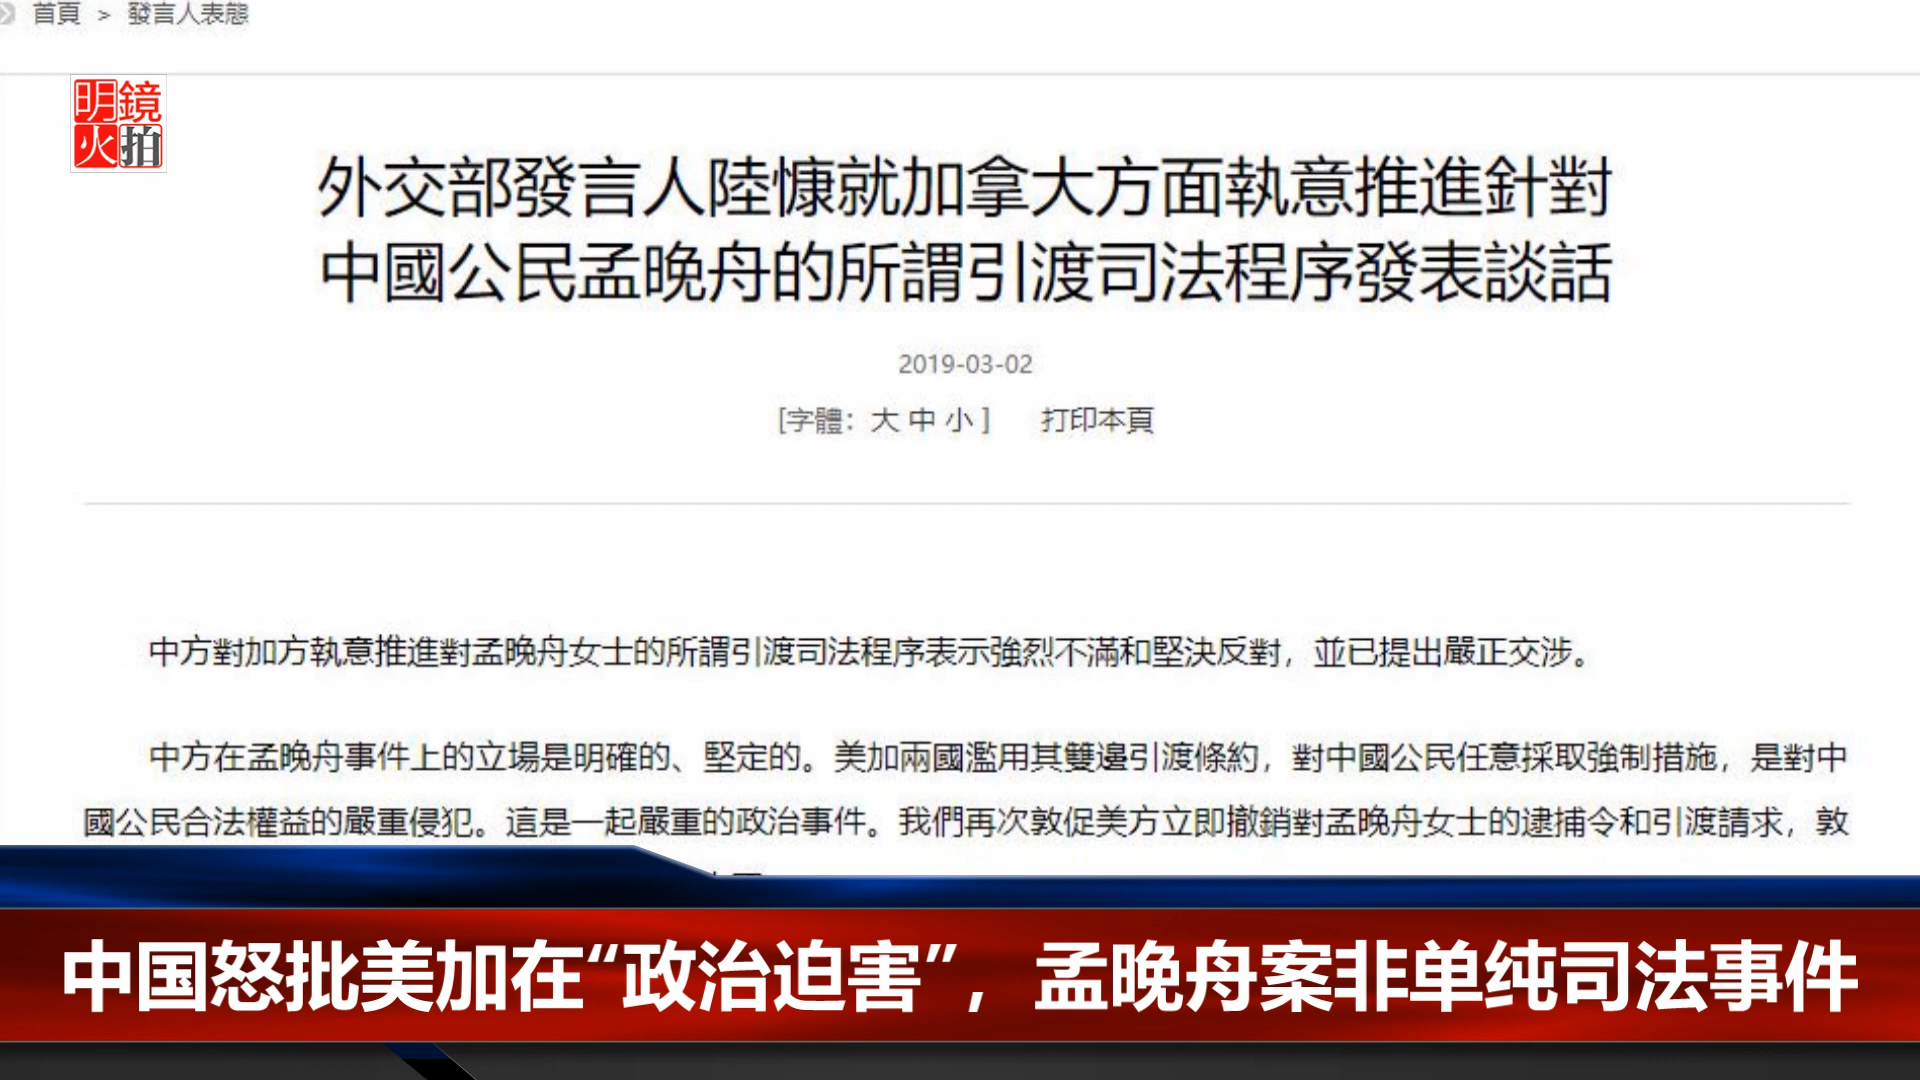 首頁 > 發言人表態
明鏡
火拍
外交部發言人陸慷就加拿大方面執意推進針對
中國公民孟晚舟的所謂引渡司法程序發表談話
2019-03-02
[字體：大 中 小 ] 打印本頁
中方對加方執意推進對孟晚舟女士的所謂引渡司法程序表示強烈不滿和堅決反對，並已提出嚴正交涉。
中方在孟晚舟事件上的立場是明確的、堅定的。美加兩國濫用其雙邊引渡條約，對中國公民任意採取強制措施，是對中
國公民合法權益的嚴重侵犯。這是一起嚴重的政治事件。我們再次敦促美方立即撤銷對孟晚舟女士的逮捕令和引渡請求，敦
中国怒批美加在“政治迫害”，孟晚舟案非单纯司法事件